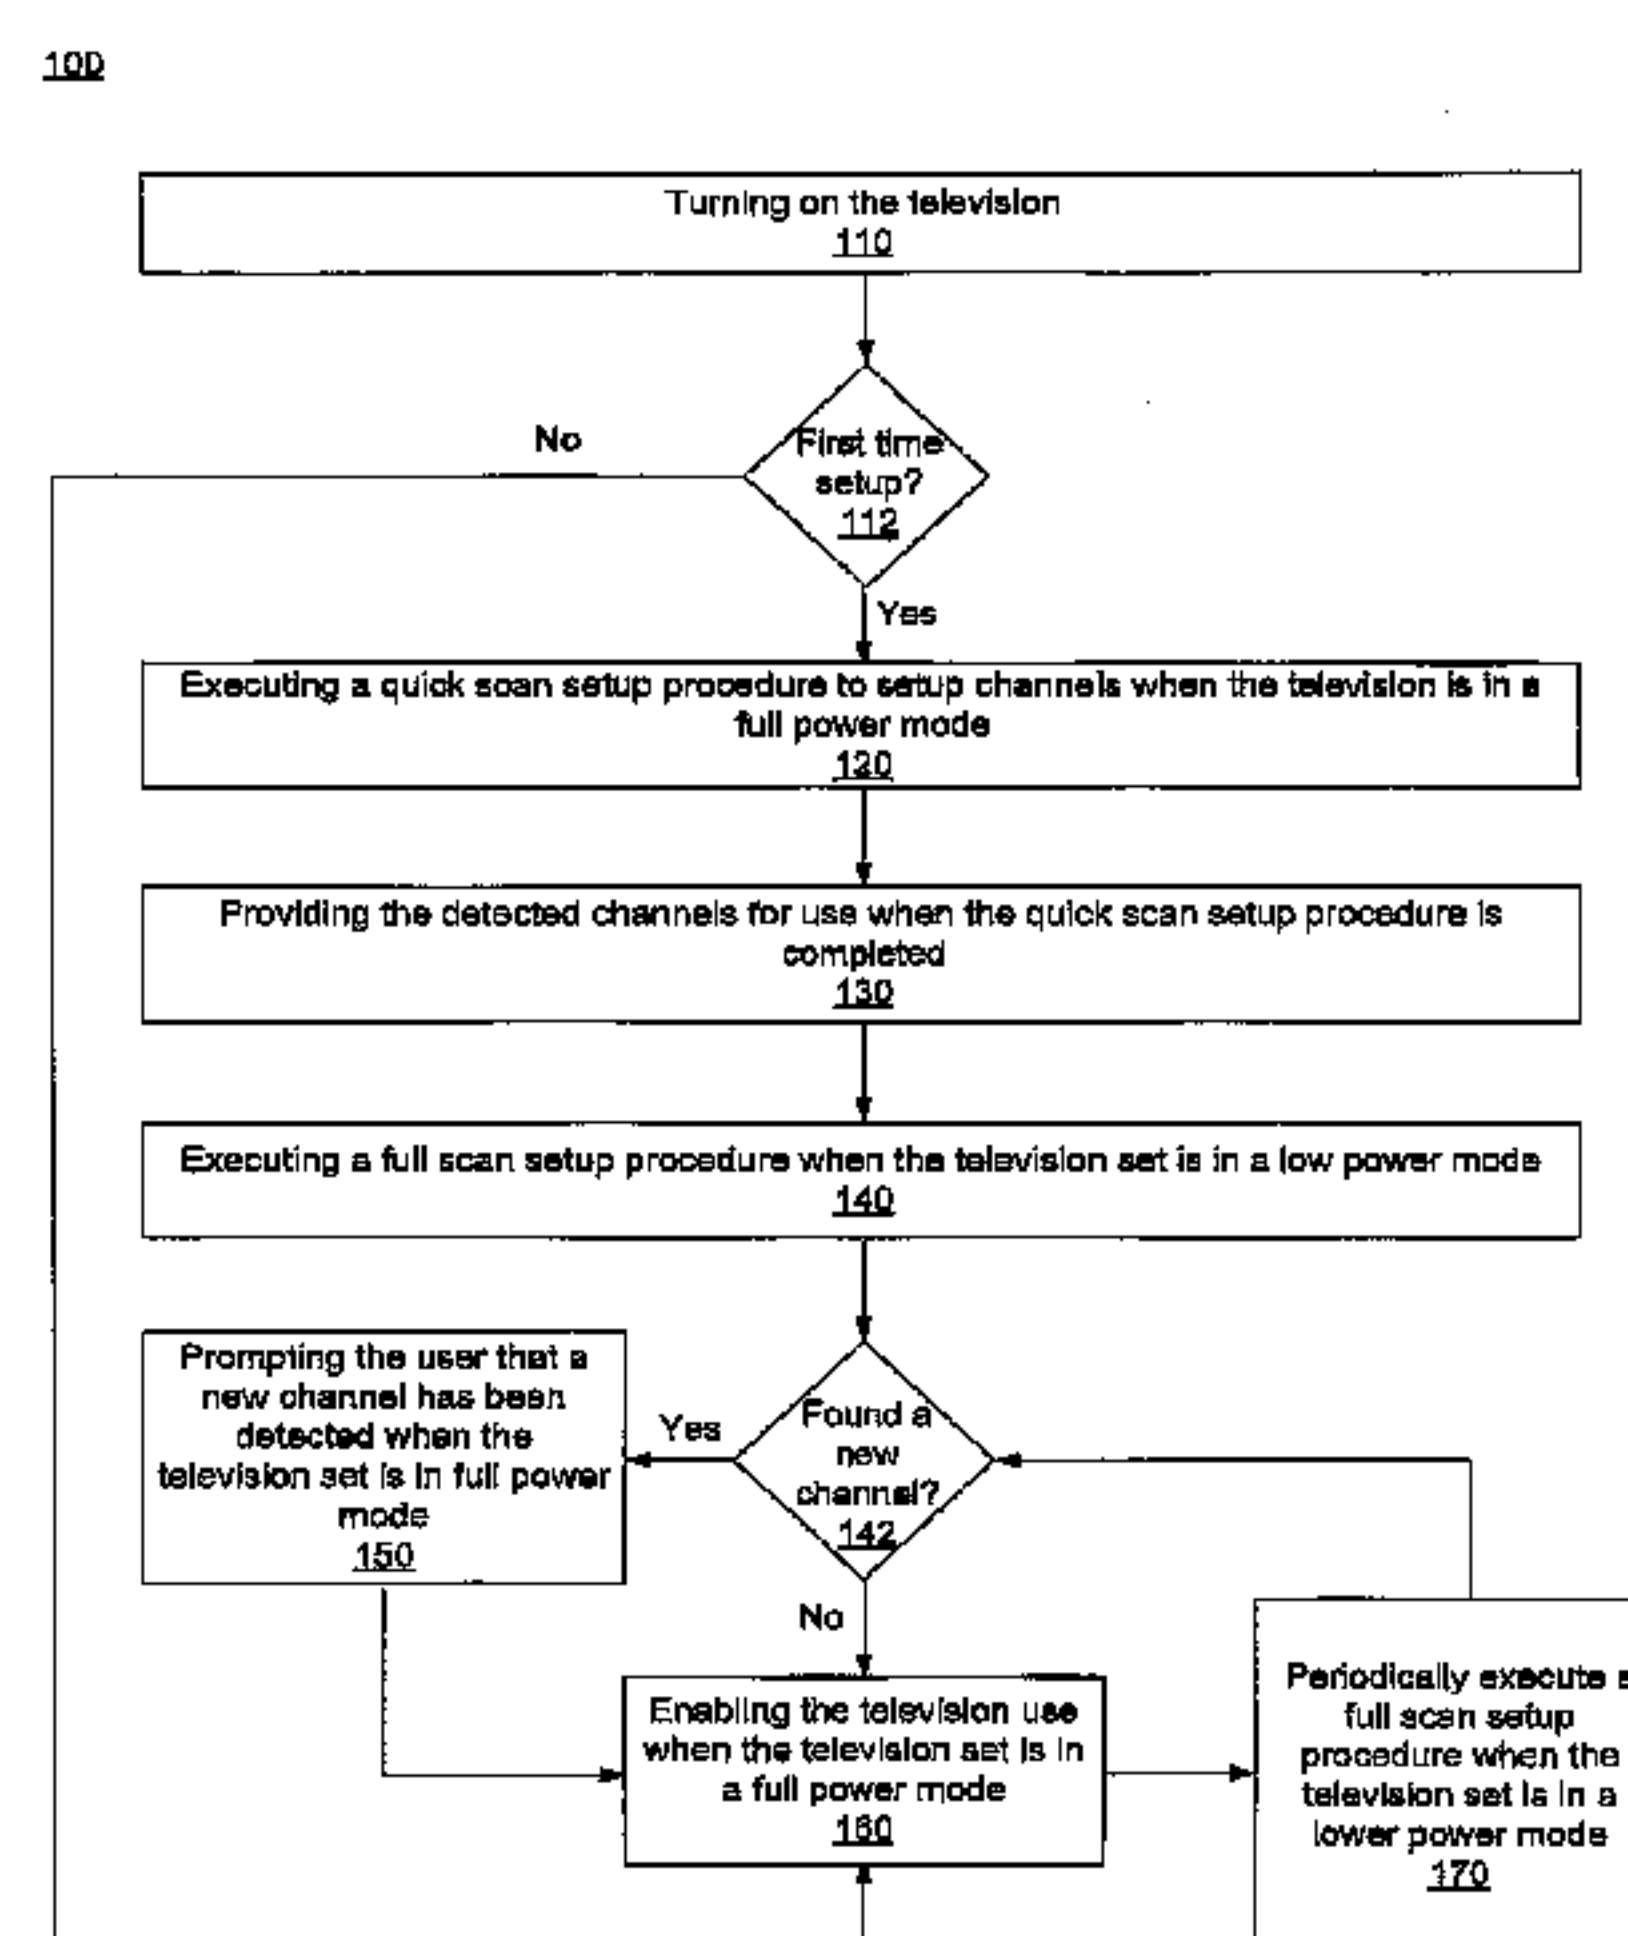 100
Turning on the television
110
First time
setup?
112
No
Yes
Executing a quick scan setup procedure to setup channels when the television is in a
full power mode
120
Providing the detected channels for use when the quick scan setup procedure is
completed
130
Executing a full scan setup procedure when the television set is in a low power mode
140
Prompting the user that a
new channel has been
detected when the
television set is in full power
mode
150
Yes
Found a
new
channel?
142
No
Enabling the television use
when the television set is in
a full power mode
160
Periodically execute a
full scan setup
procedure when the
television set is in a
lower power mode
170